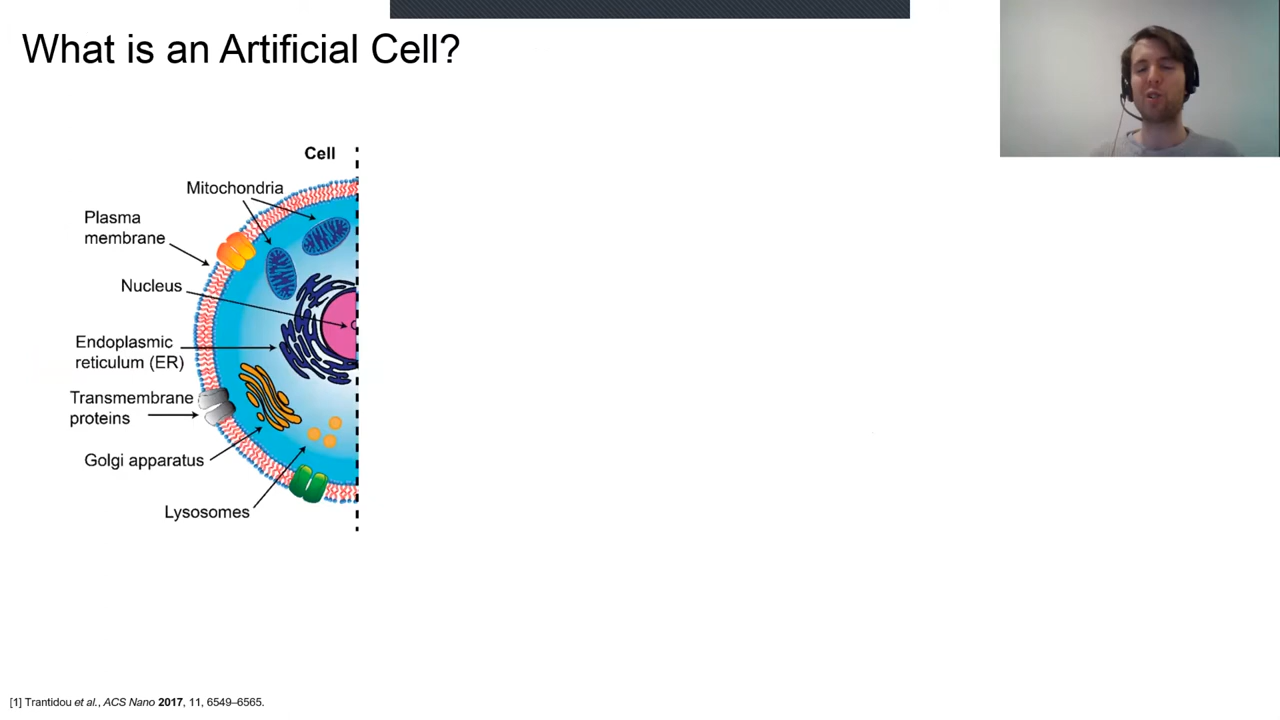 What is an Artificial Cell?
Cell
Mitochondria
Plasma
membrane
Nucleus
Endoplasmic
reticulum (ER)
Transmembrane
proteins
Golgi apparatus
Lysosomes
[1] Trantidou et al., ACS Nano 2017, 11, 6549–6565.